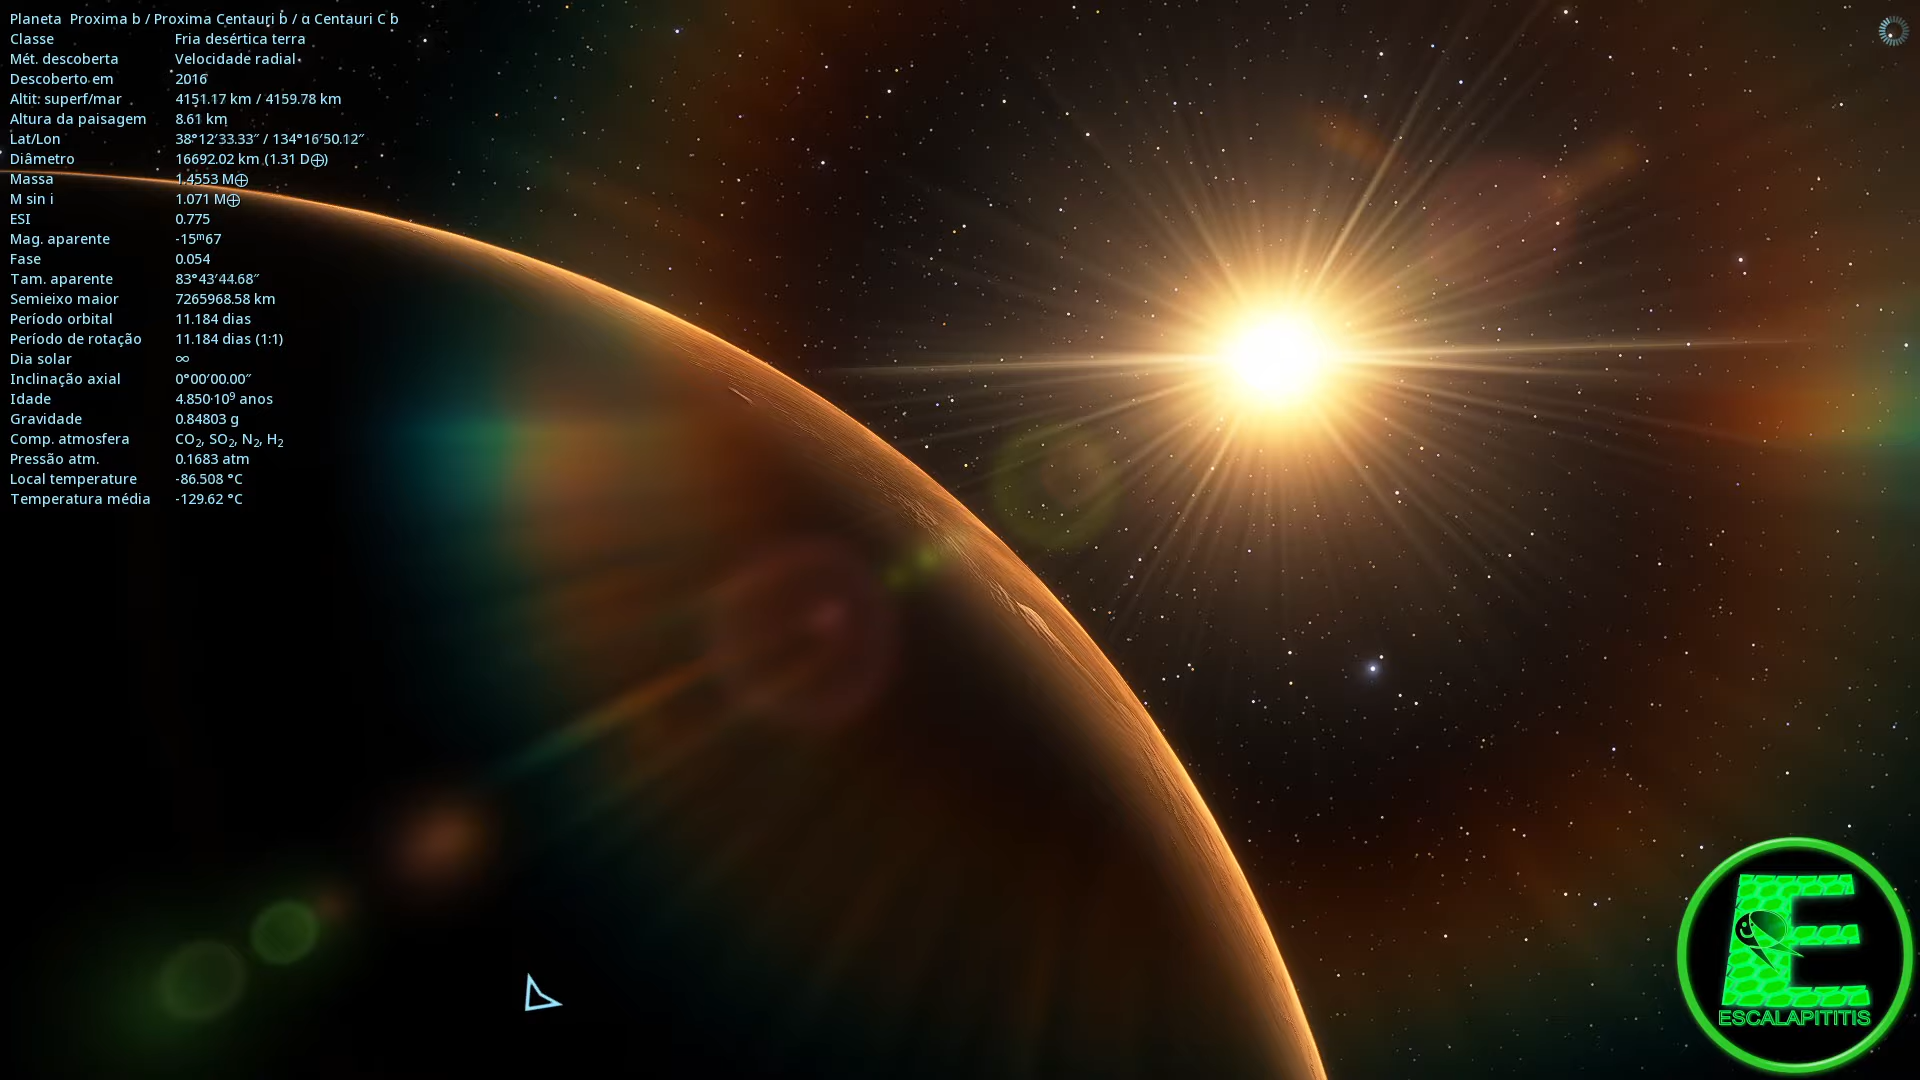 Planeta Proxima b / Proxima Centauri b / α Centauri C b
Classe Fria desértica terra
Mét. descoberta Velocidade radial
Descoberto em 2016
Altit. superf/mar 4151.17 km / 4159.78 km
Altura da paisagem 8.61 km
Lat/Lon 38°12′33.33″ / 134°16′50.12″
Diâmetro 16692.02 km (1.31 D⨁)
Massa 1.4553 M⨁
M sin i 1.071 M⨁
ESI 0.775
Mag. aparente -15ᵐ67
Fase 0.054
Tam. aparente 83°43′44.68″
Semieixo maior 7265968.58 km
Período orbital 11.184 dias
Período de rotação 11.184 dias (1:1)
Dia solar ∞
Inclinação axial 0°00′00.00″
Idade 4.850·10⁹ anos
Gravidade 0.84803 g
Comp. atmosfera CO₂, SO₂, N₂, H₂
Pressão atm. 0.1683 atm
Local temperature -86.508 °C
Temperatura média -129.62 °C
E
ESCALAPITITIS